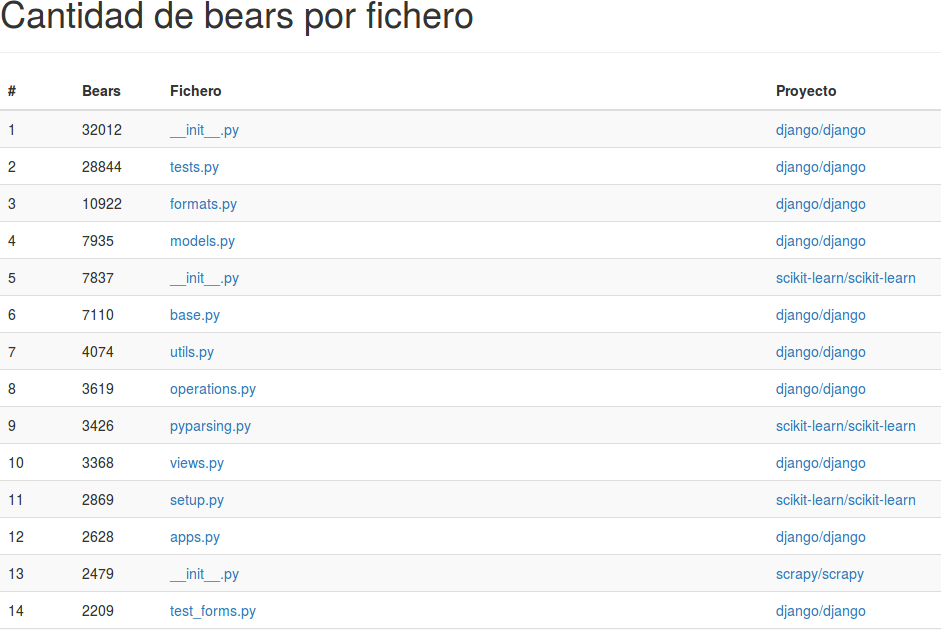 Cantidad de bears por fichero
# Bears Fichero Proyecto
1 32012 __init__.py django/django
2 28844 tests.py django/django
3 10922 formats.py django/django
4 7935 models.py django/django
5 7837 __init__.py scikit-learn/scikit-learn
6 7110 base.py django/django
7 4074 utils.py django/django
8 3619 operations.py django/django
9 3426 pyparsing.py scikit-learn/scikit-learn
10 3368 views.py django/django
11 2869 setup.py scikit-learn/scikit-learn
12 2628 apps.py django/django
13 2479 __init__.py scrapy/scrapy
14 2209 test_forms.py django/django